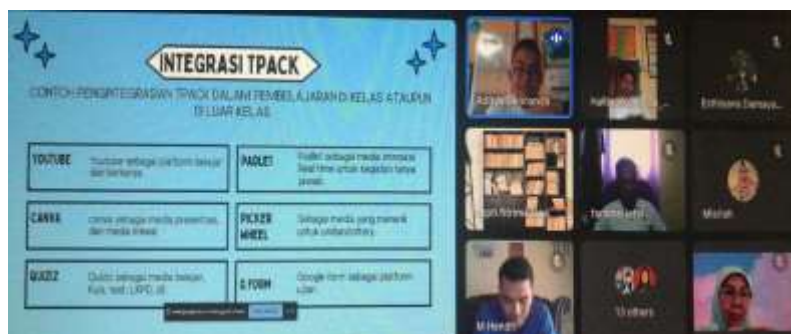 INTEGRASI TPACK
CONTOH PENGINTEGRASIAN TPACK DALAM PEMBELAJARAN DI KELAS ATAUPUN
DI LUAR KELAS
YOUTUBE
Youtube sebagai platform belajar
dan berkarya.
PADLET
Padlet sebagai media interaksi
Real time untuk kegiatan tanya
jawab.
CANVA
canva sebagai media presentasi,
dan media kreasi
PICKER
WHEEL
Sebagai media yang menarik
untuk undian/lottery.
QUIZIZ
Quiziz sebagai media belajar,
Kuis, test, LKPD, dll
G.FORM
Google form sebagai platform
ujian.
Misliah
M Hendri
13 others